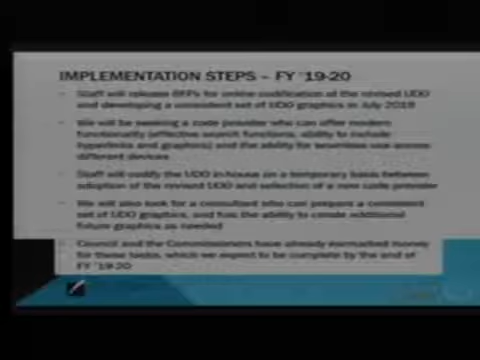 IMPLEMENTATION STEPS – FY '19-20
Staff will release RFPs for online codification of the revised UDO
and developing a consistent set of UDO graphics in July 2019
We will be seeking a code provider who can offer modern
functionality (effective search functions, ability to include
hyperlinks and graphics) and the ability for seamless use across
different devices
Staff will codify the UDO in-house on a temporary basis between
adoption of the revised UDO and selection of a new code provider
We will also look for a consultant who can prepare a consistent
set of UDO graphics, and has the ability to create additional
future graphics as needed
Council and the Commissioners have already earmarked money
for these tasks, which we expect to be complete by the end of
FY '19-20